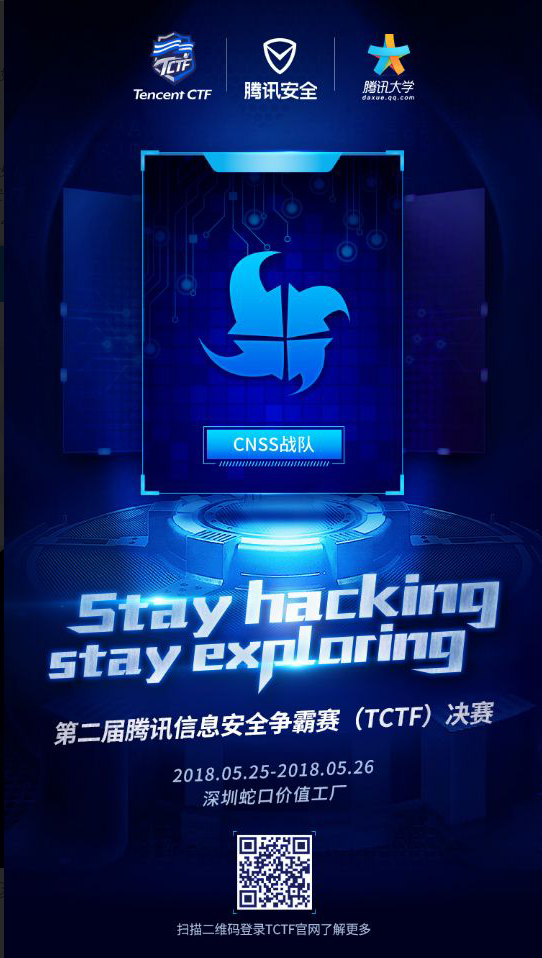 TCTF
Tencent CTF
腾讯安全
腾讯大学
daxue.qq.com
CNSS战队
Stay hacking
stay exploring
第二届腾讯信息安全争霸赛（TCTF）决赛
2018.05.25-2018.05.26
深圳蛇口价值工厂
扫描二维码登录TCTF官网了解更多